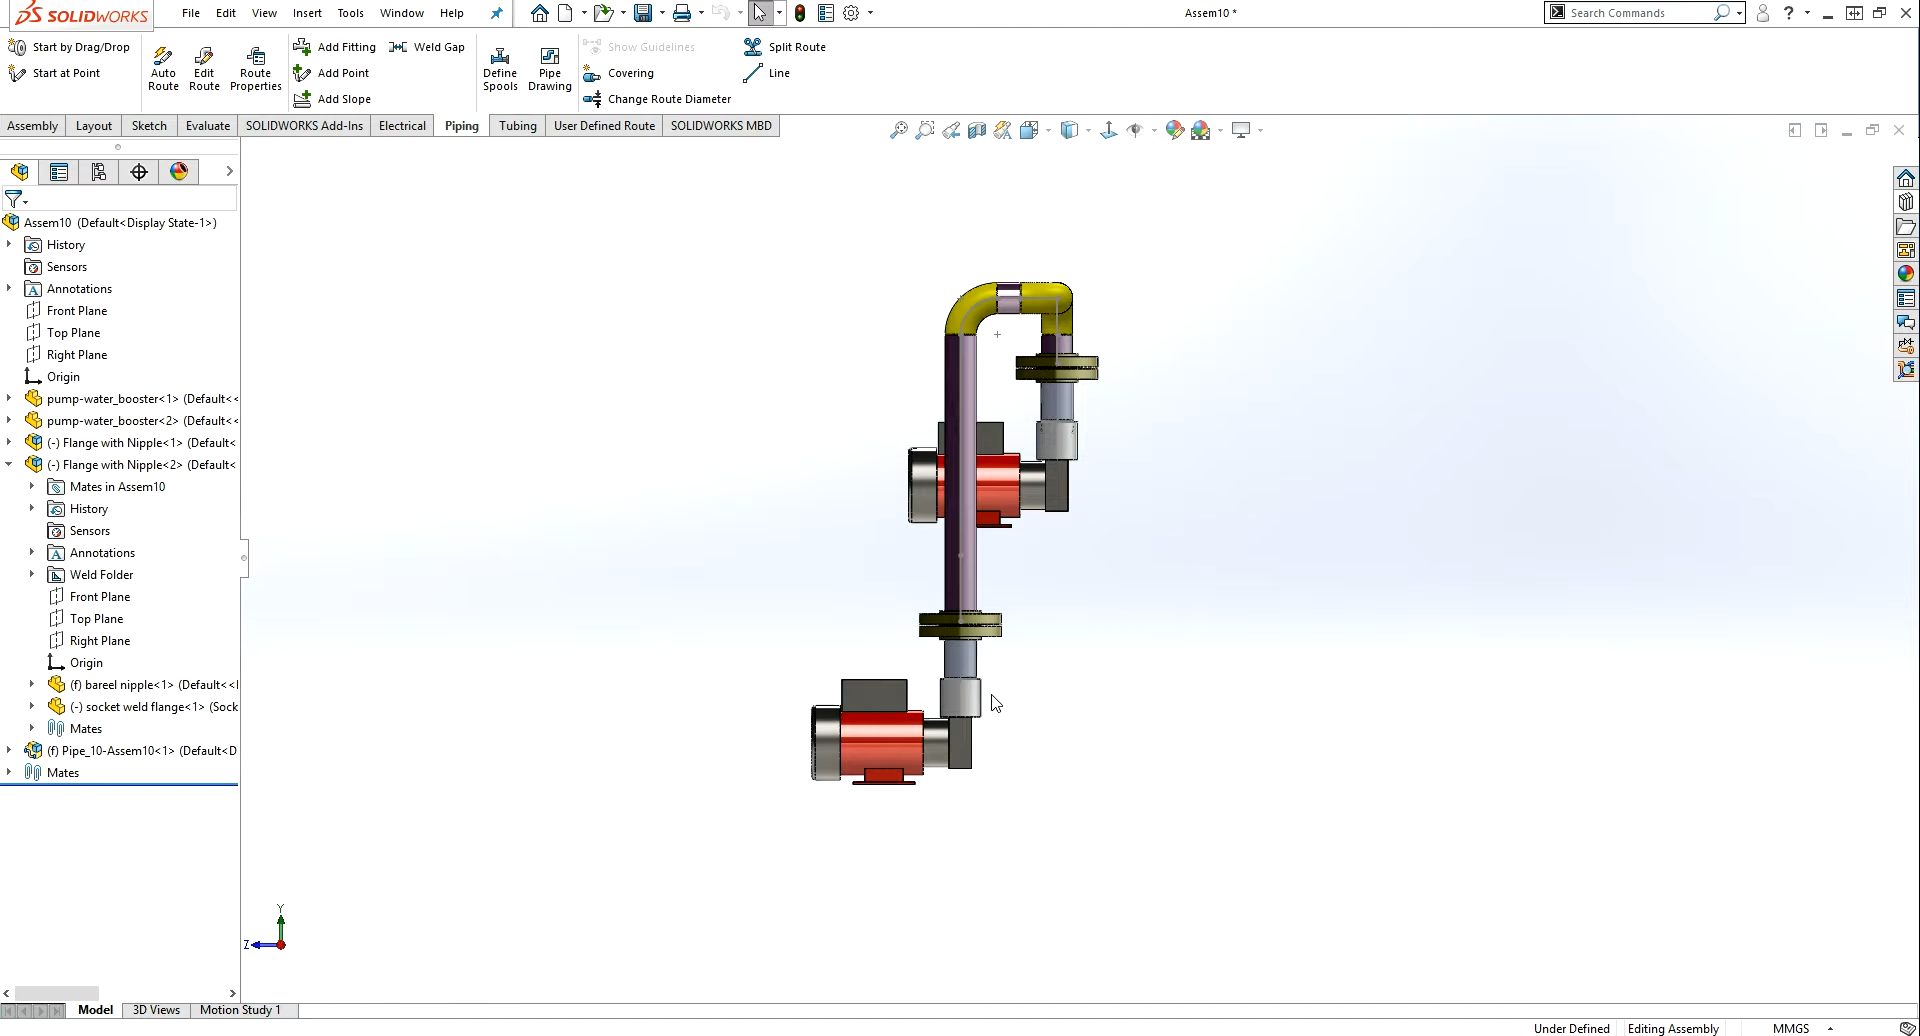 SOLIDWORKS
File Edit View Insert Tools Window Help
Assem10 *
Search Commands
Start by Drag/Drop
Start at Point
Auto Route
Edit Route
Route Properties
Add Fitting
Weld Gap
Add Point
Add Slope
Define Spools
Pipe Drawing
Show Guidelines
Covering
Change Route Diameter
Split Route
Line
Assembly Layout Sketch Evaluate SOLIDWORKS Add-Ins Electrical Piping Tubing User Defined Route SOLIDWORKS MBD
Assem10 (Default<Display State-1>)
History
Sensors
Annotations
Front Plane
Top Plane
Right Plane
Origin
pump-water_booster<1> (Default<<
pump-water_booster<2> (Default<<
(-) Flange with Nipple<1> (Default<
(-) Flange with Nipple<2> (Default<
Mates in Assem10
History
Sensors
Annotations
Weld Folder
Front Plane
Top Plane
Right Plane
Origin
(f) bareel nipple<1> (Default<<
(-) socket weld flange<1> (Sock
Mates
(f) Pipe_10-Assem10<1> (Default<D
Mates
Y
Z
Model 3D Views Motion Study 1
Under Defined Editing Assembly MMGS